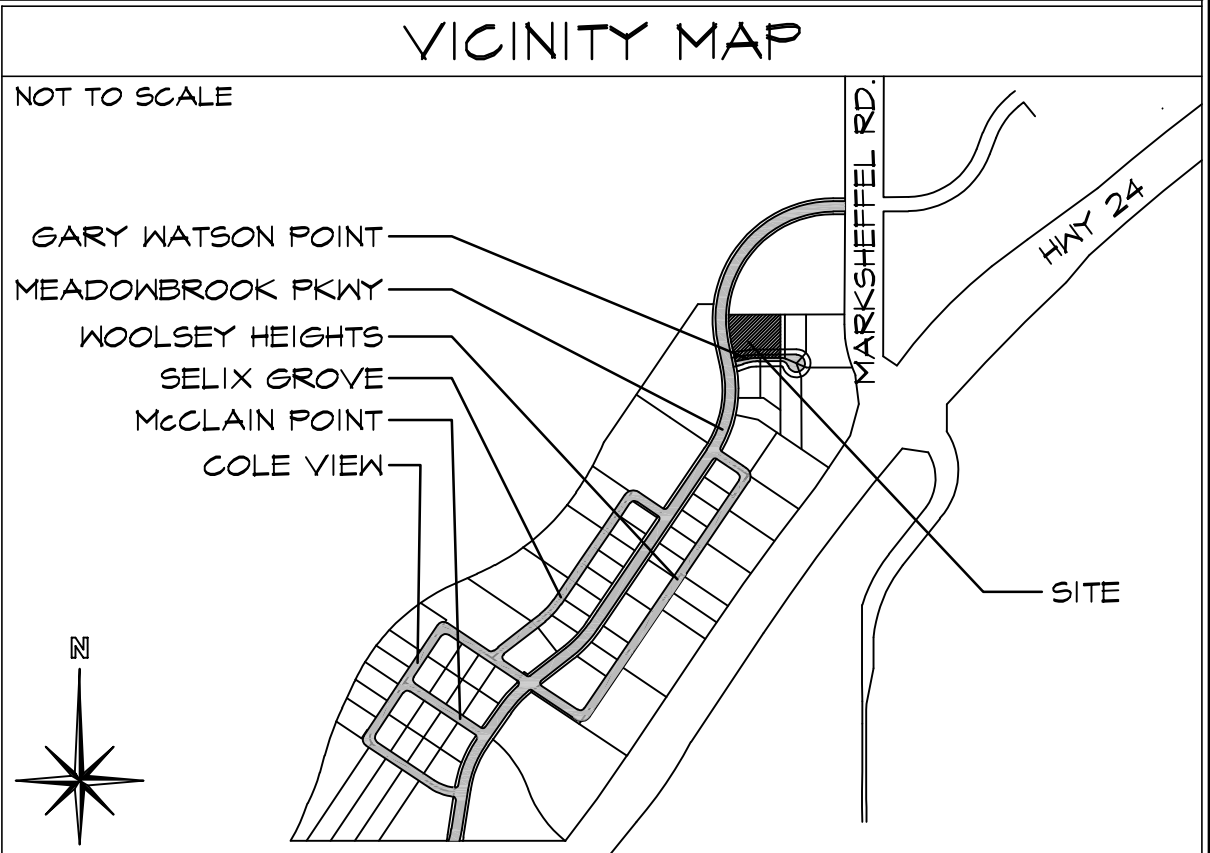 VICINITY MAP
NOT TO SCALE
MARKSHEFFEL RD.
HWY 24
GARY WATSON POINT
MEADOWBROOK PKWY
WOOLSEY HEIGHTS
SELIX GROVE
McCLAIN POINT
COLE VIEW
SITE
N